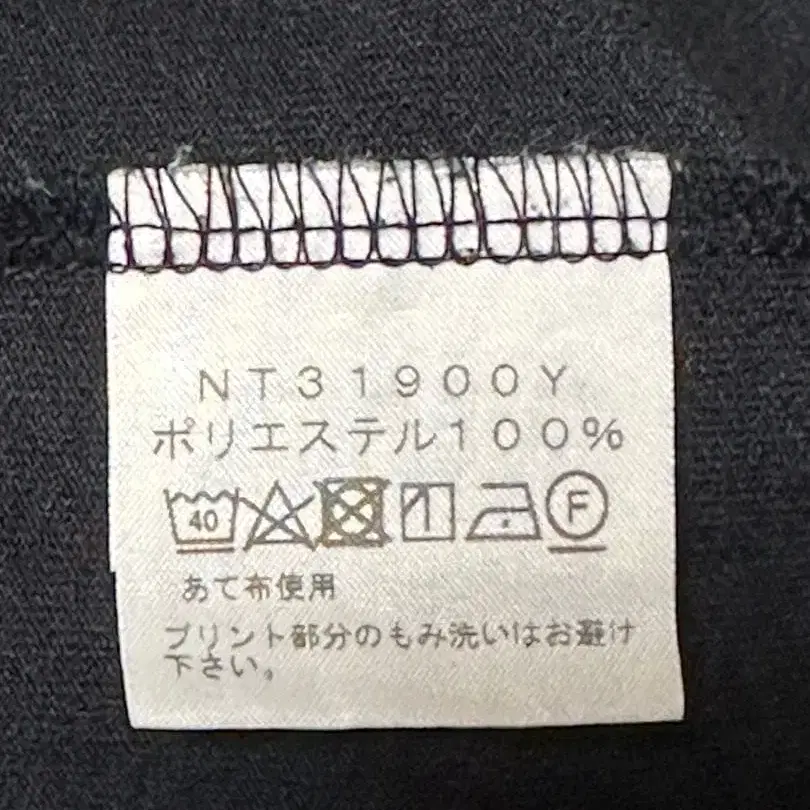 NT31900Y
ポリエステル100%
40 F
あて布使用
プリント部分のもみ洗いはお避け
下さい。